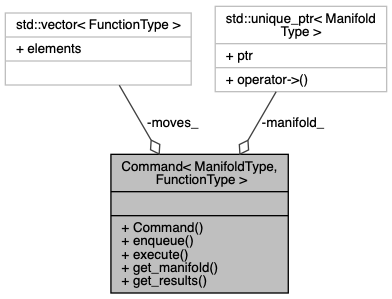 std::vector< FunctionType >
+ elements
std::unique_ptr< Manifold
Type >
+ ptr
+ operator->()
-moves_
-manifold_
Command< ManifoldType,
FunctionType >
+ Command()
+ enqueue()
+ execute()
+ get_manifold()
+ get_results()